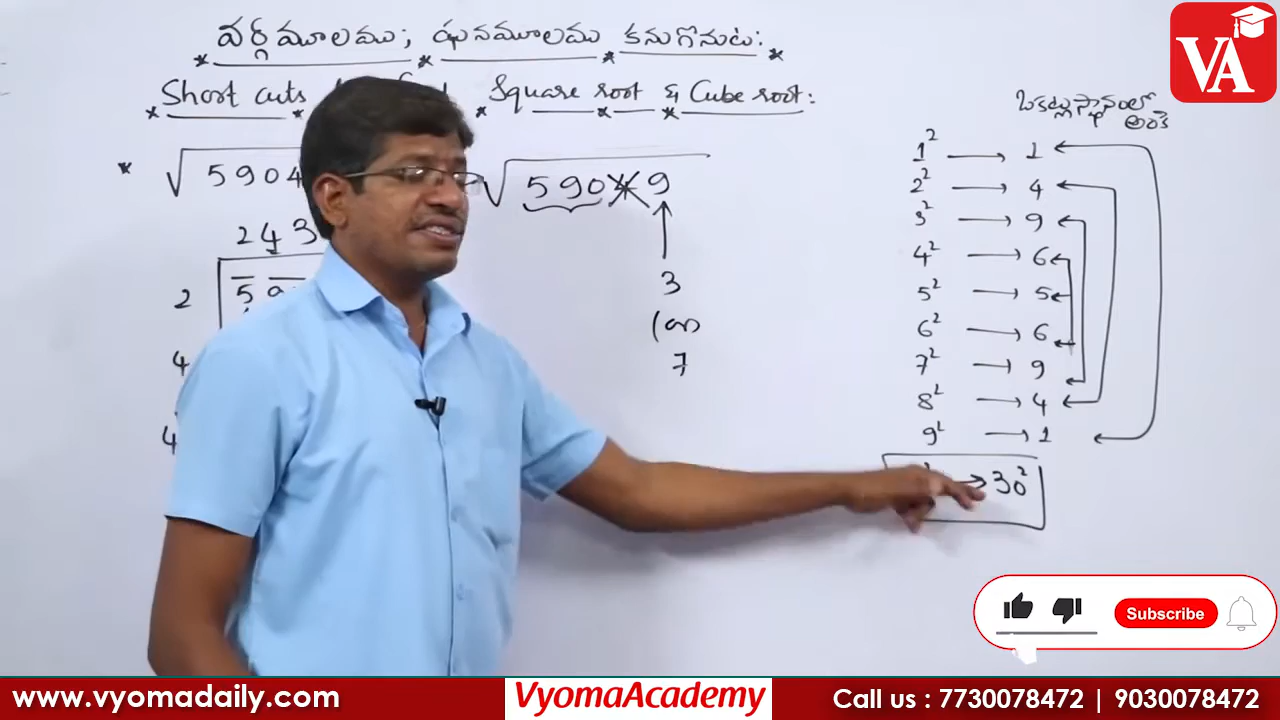 వర్గమూలము; ఘనమూలము కనుగొనుట:
Short cuts Square root & Cube root:
VA
ఒకట్లు స్థానంలో
అంకె
√5904
√590449
243
2
4
4
3
(or)
7
1² → 1
2² → 4
3² → 9
4² → 6
5² → 5
6² → 6
7² → 9
8² → 4
9² → 1
→ 30²
Subscribe
www.vyomadaily.com
VyomaAcademy
Call us : 7730078472 | 9030078472